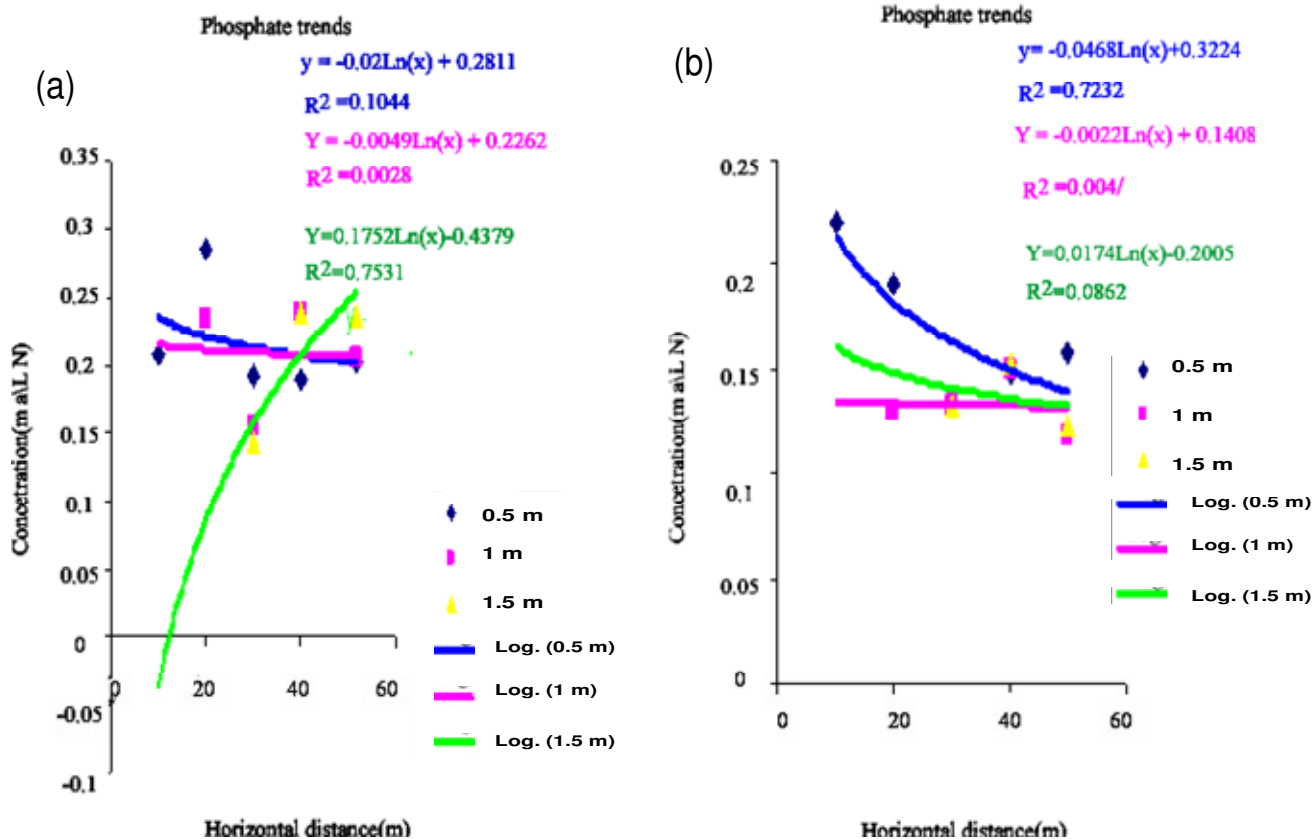 Phosphate trends
(a)
y = -0.02Ln(x) + 0.2811
R2 =0.1044
Y = -0.0049Ln(x) + 0.2262
R2 =0.0028
Y=0.1752Ln(x)-0.4379
R2=0.7531
0.35
0.3
0.25
0.2
0.15
0.1
0.05
0
-0.05
-0.1
0
20
40
60
Concetration(m a\L N)
Horizontal distance(m)
0.5 m
1 m
1.5 m
Log. (0.5 m)
Log. (1 m)
Log. (1.5 m)
Phosphate trends
(b)
y= -0.0468Ln(x)+0.3224
R2 =0.7232
Y = -0.0022Ln(x) + 0.1408
R2 =0.004/
Y=0.0174Ln(x)-0.2005
R2=0.0862
0.25
0.2
0.15
0.1
0.05
0
0
20
40
60
Concetration(m a\L N)
Horizontal distance(m)
0.5 m
1 m
1.5 m
Log. (0.5 m)
Log. (1 m)
Log. (1.5 m)